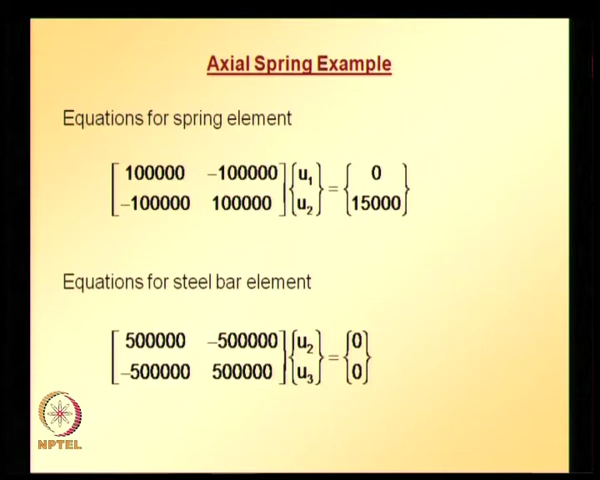 Axial Spring Example
Equations for spring element
[ 100000 −100000 ] { u₁ } = { 0 }
[ −100000 100000 ] { u₂ } { 15000 }
Equations for steel bar element
[ 500000 −500000 ] { u₂ } = { 0 }
[ −500000 500000 ] { u₃ } { 0 }
NPTEL